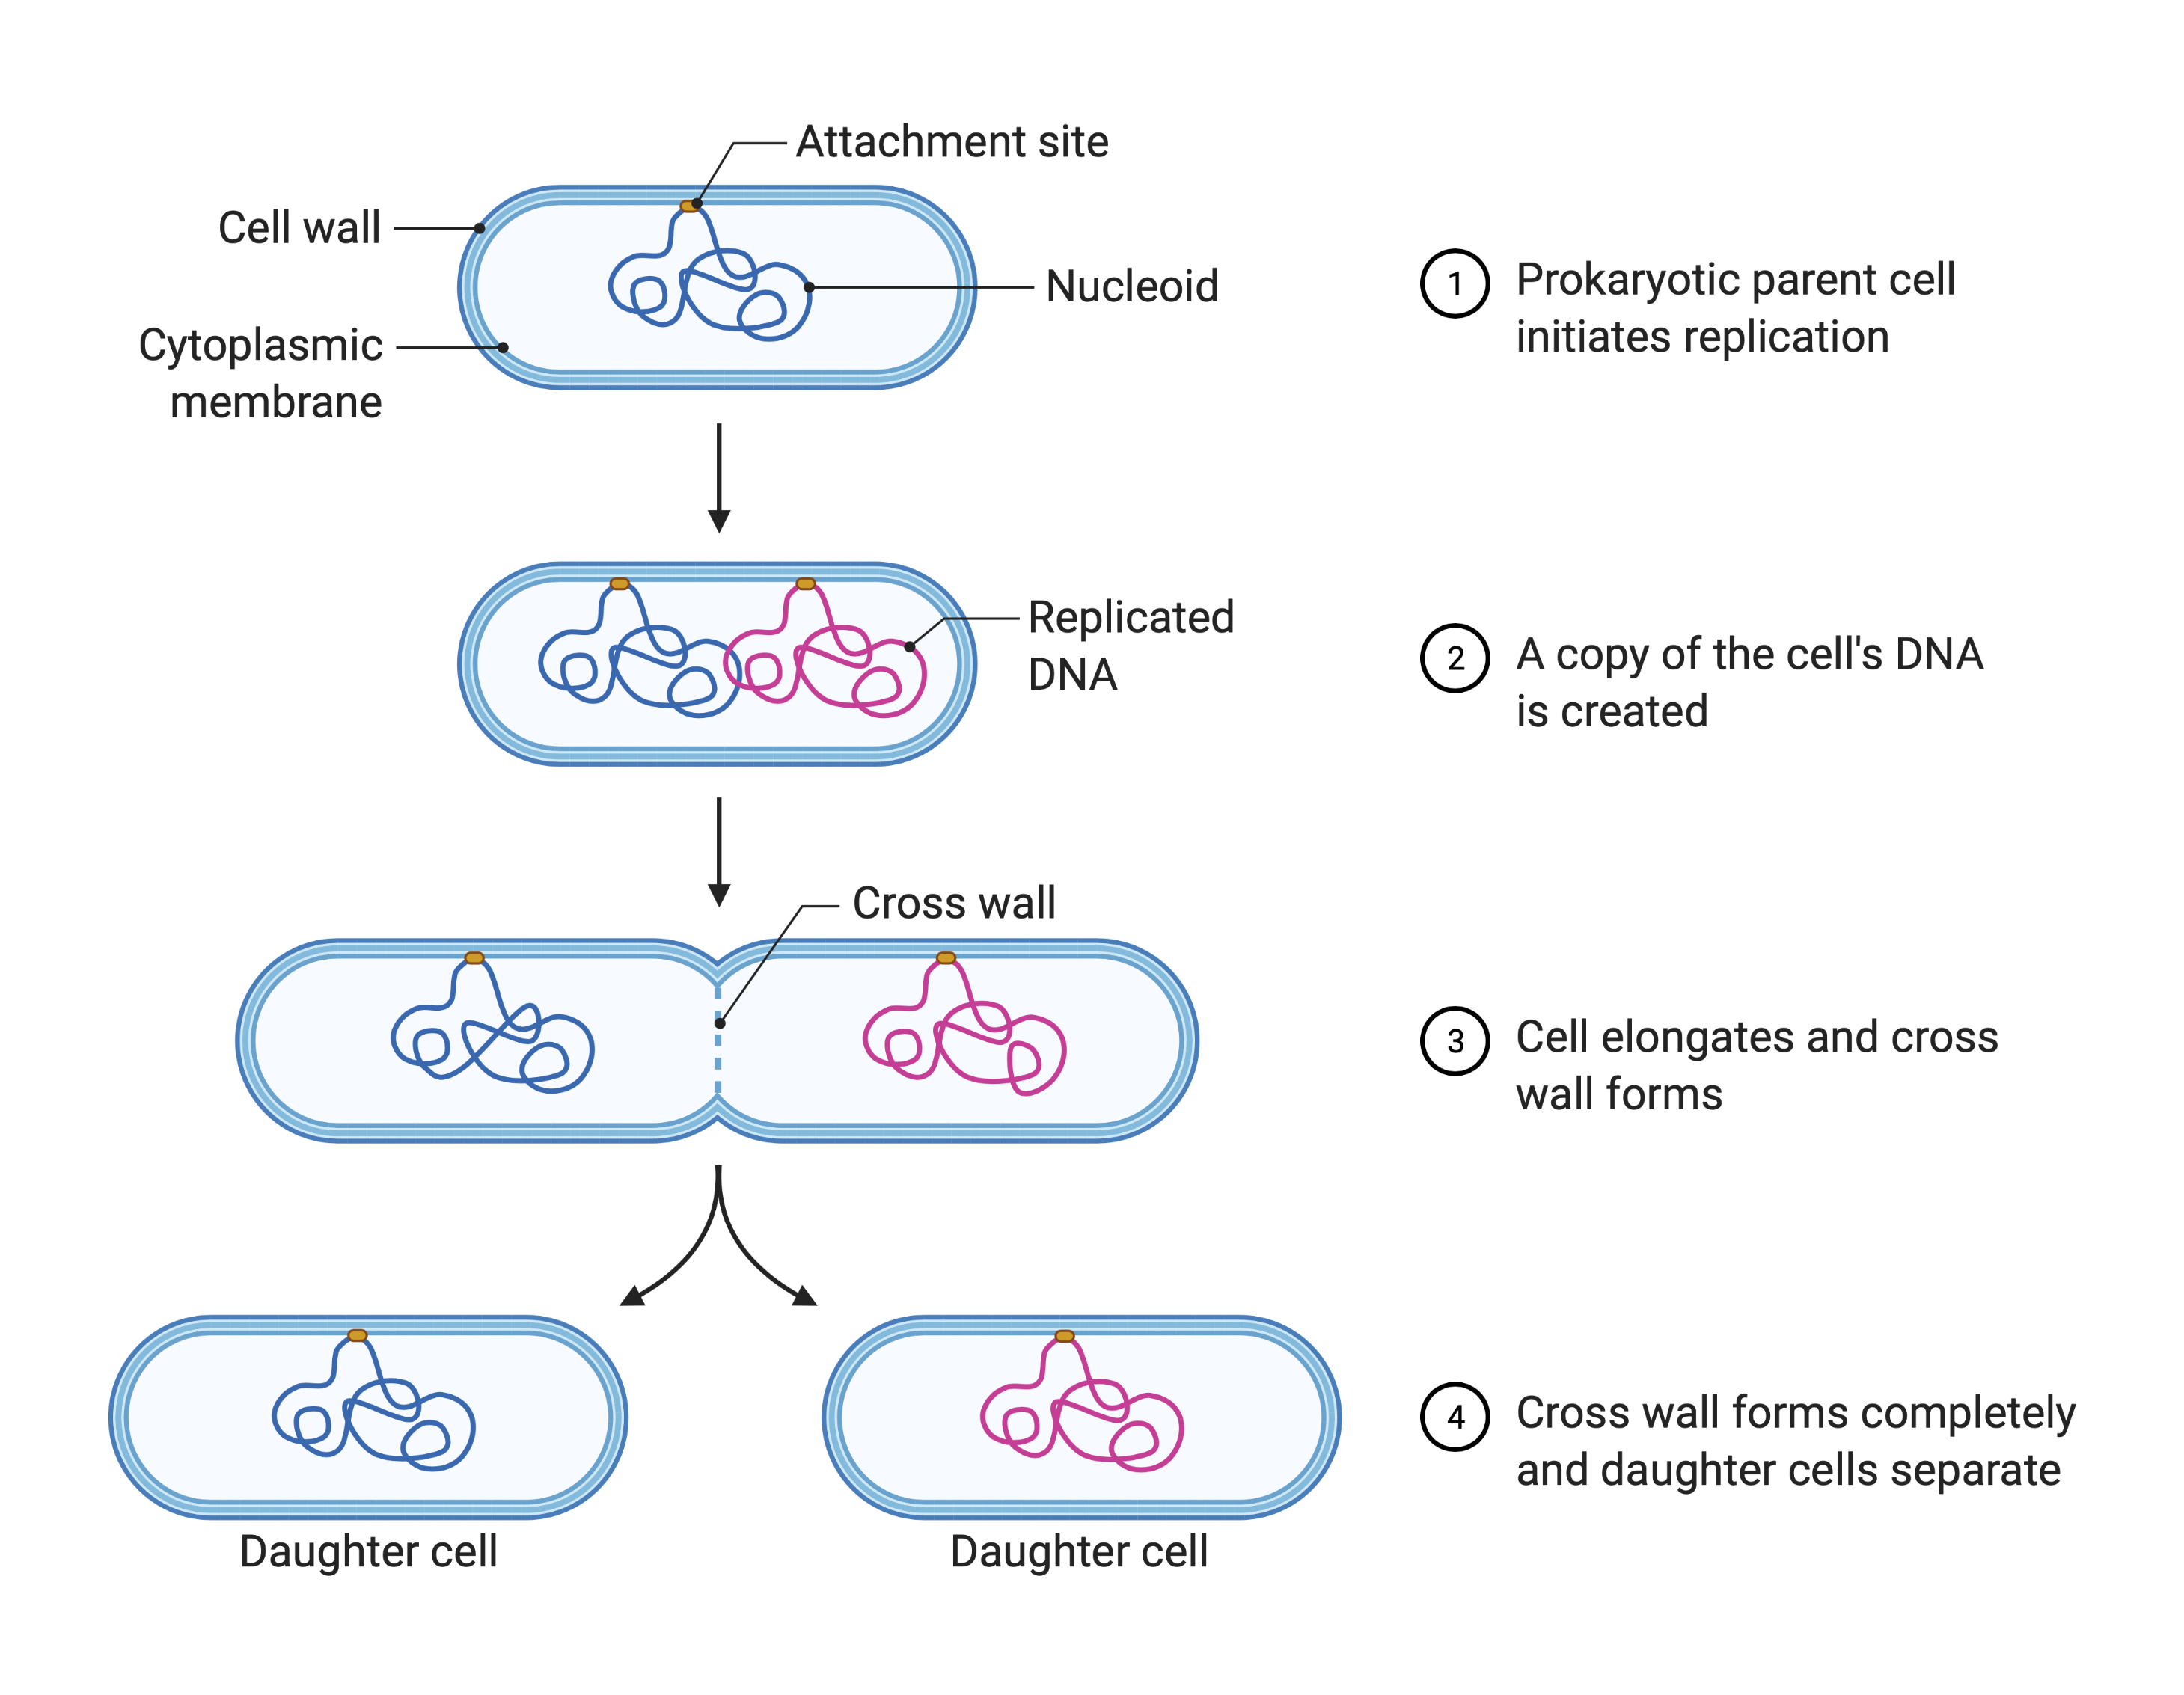 Attachment site
Cell wall
Nucleoid
Cytoplasmic
membrane
1
Prokaryotic parent cell
initiates replication
Replicated
DNA
2
A copy of the cell's DNA
is created
Cross wall
3
Cell elongates and cross
wall forms
4
Cross wall forms completely
and daughter cells separate
Daughter cell
Daughter cell